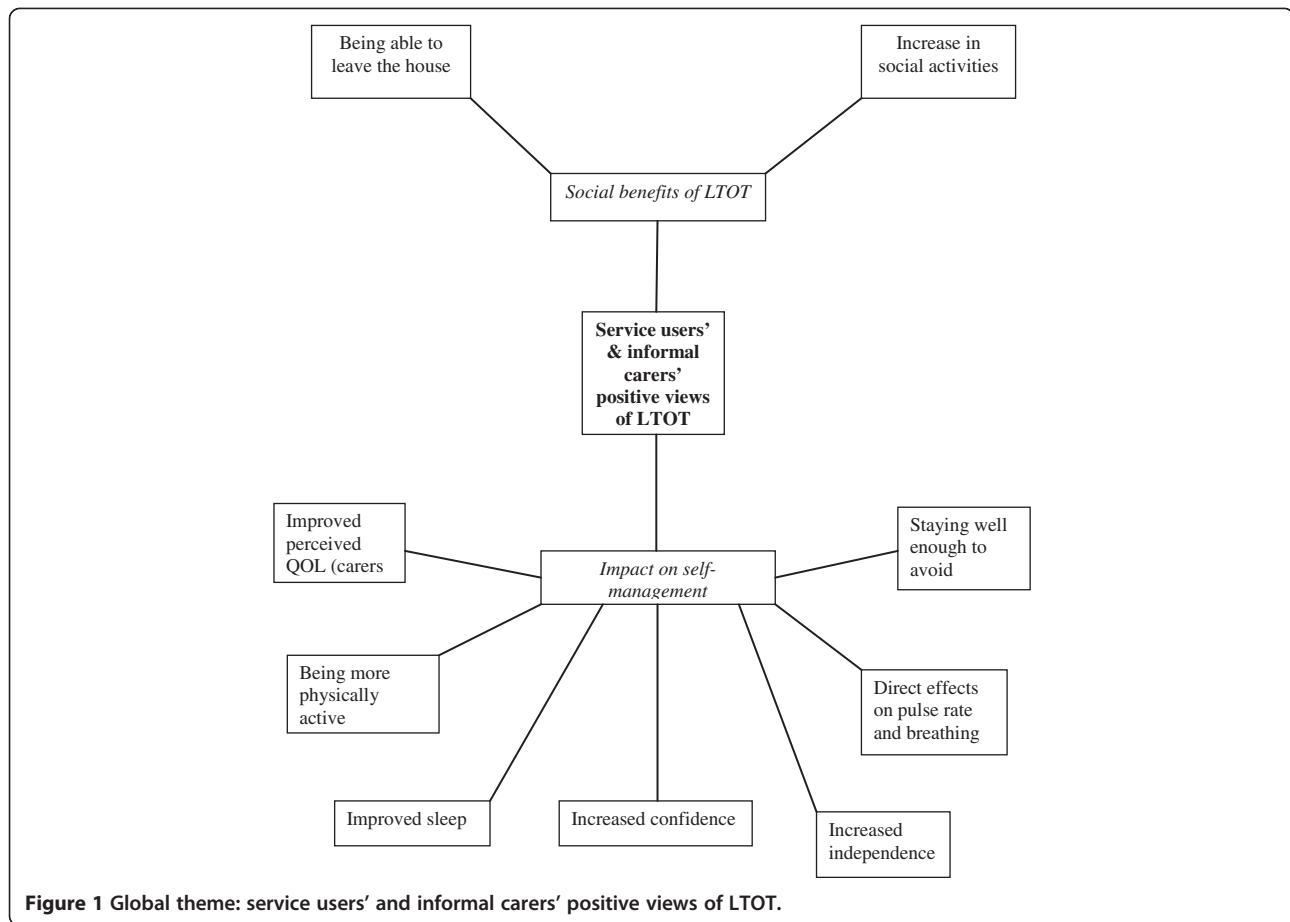 Being able to
leave the house
Increase in
social activities
Social benefits of LTOT
Service users’
& informal
carers’
positive views
of LTOT
Improved
perceived
QOL (carers
Staying well
enough to
avoid
Impact on self-
management
Being more
physically
active
Direct effects
on pulse rate
and breathing
Improved sleep
Increased confidence
Increased
independence
Figure 1 Global theme: service users’ and informal carers’ positive views of LTOT.